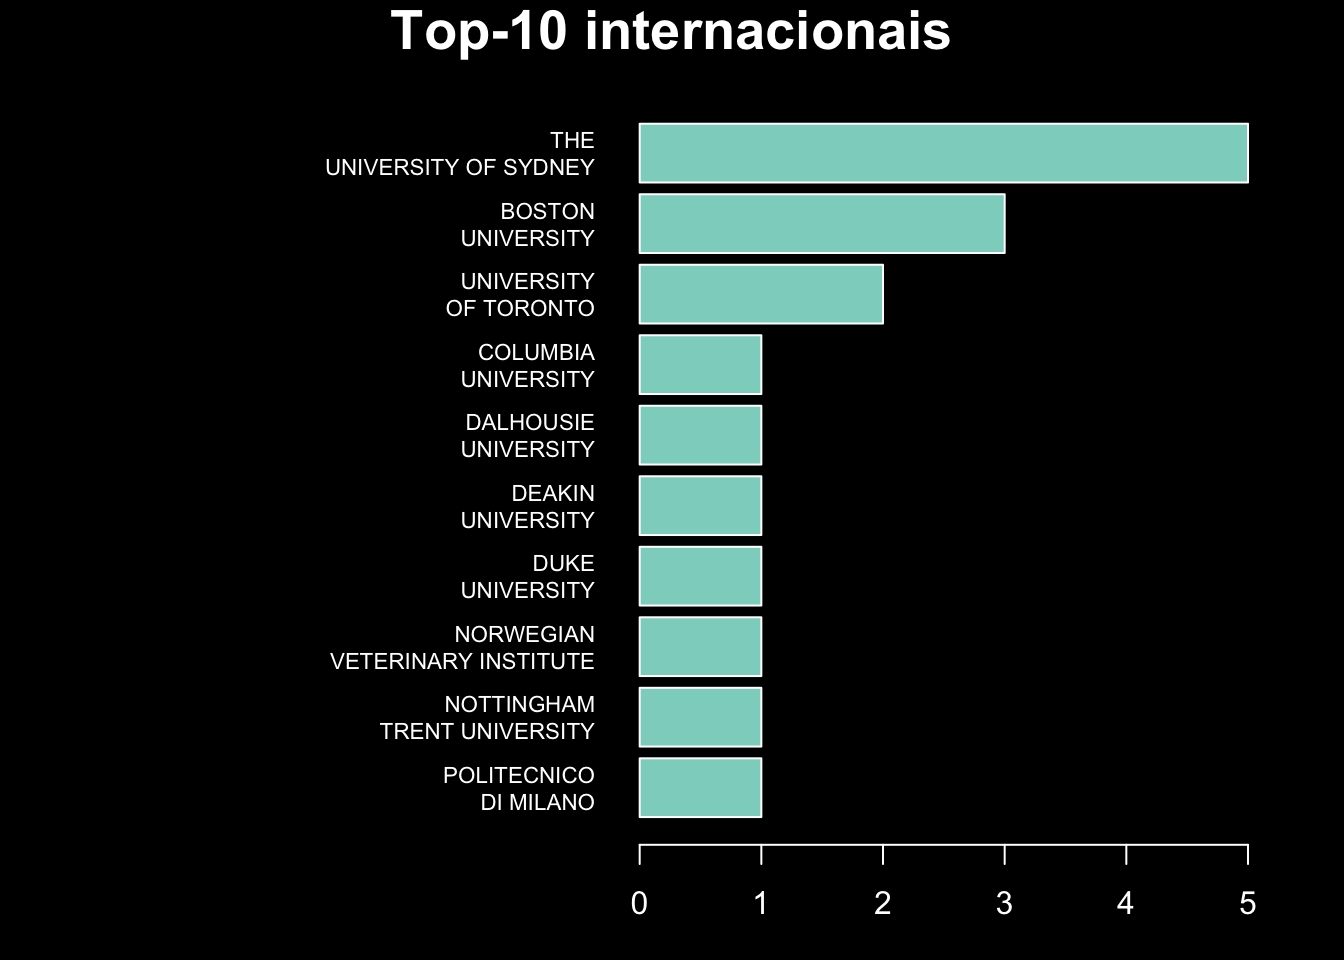 Top-10 internacionais
THE
UNIVERSITY OF SYDNEY
BOSTON
UNIVERSITY
UNIVERSITY
OF TORONTO
COLUMBIA
UNIVERSITY
DALHOUSIE
UNIVERSITY
DEAKIN
UNIVERSITY
DUKE
UNIVERSITY
NORWEGIAN
VETERINARY INSTITUTE
NOTTINGHAM
TRENT UNIVERSITY
POLITECNICO
DI MILANO
0 1 2 3 4 5